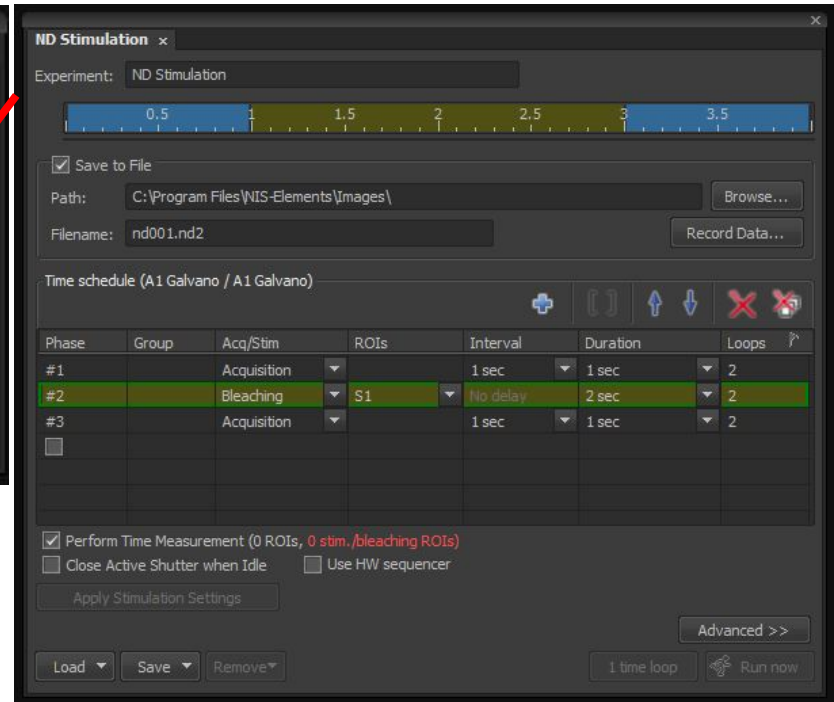 ND Stimulation x
Experiment: ND Stimulation
0.5 1 1.5 2 2.5 3 3.5
Save to File
Path: C:\Program Files\NIS-Elements\Images\ Browse...
Filename: nd001.nd2 Record Data...
Time schedule (A1 Galvano / A1 Galvano)
Phase Group Acq/Stim ROIs Interval Duration Loops
#1 Acquisition 1 sec 1 sec 2
#2 Bleaching S1 No delay 2 sec 2
#3 Acquisition 1 sec 1 sec 2
Perform Time Measurement (0 ROIs, 0 stim./bleaching ROIs)
Close Active Shutter when Idle Use HW sequencer
Apply Stimulation Settings
Advanced >>
Load Save Remove 1 time loop Run now